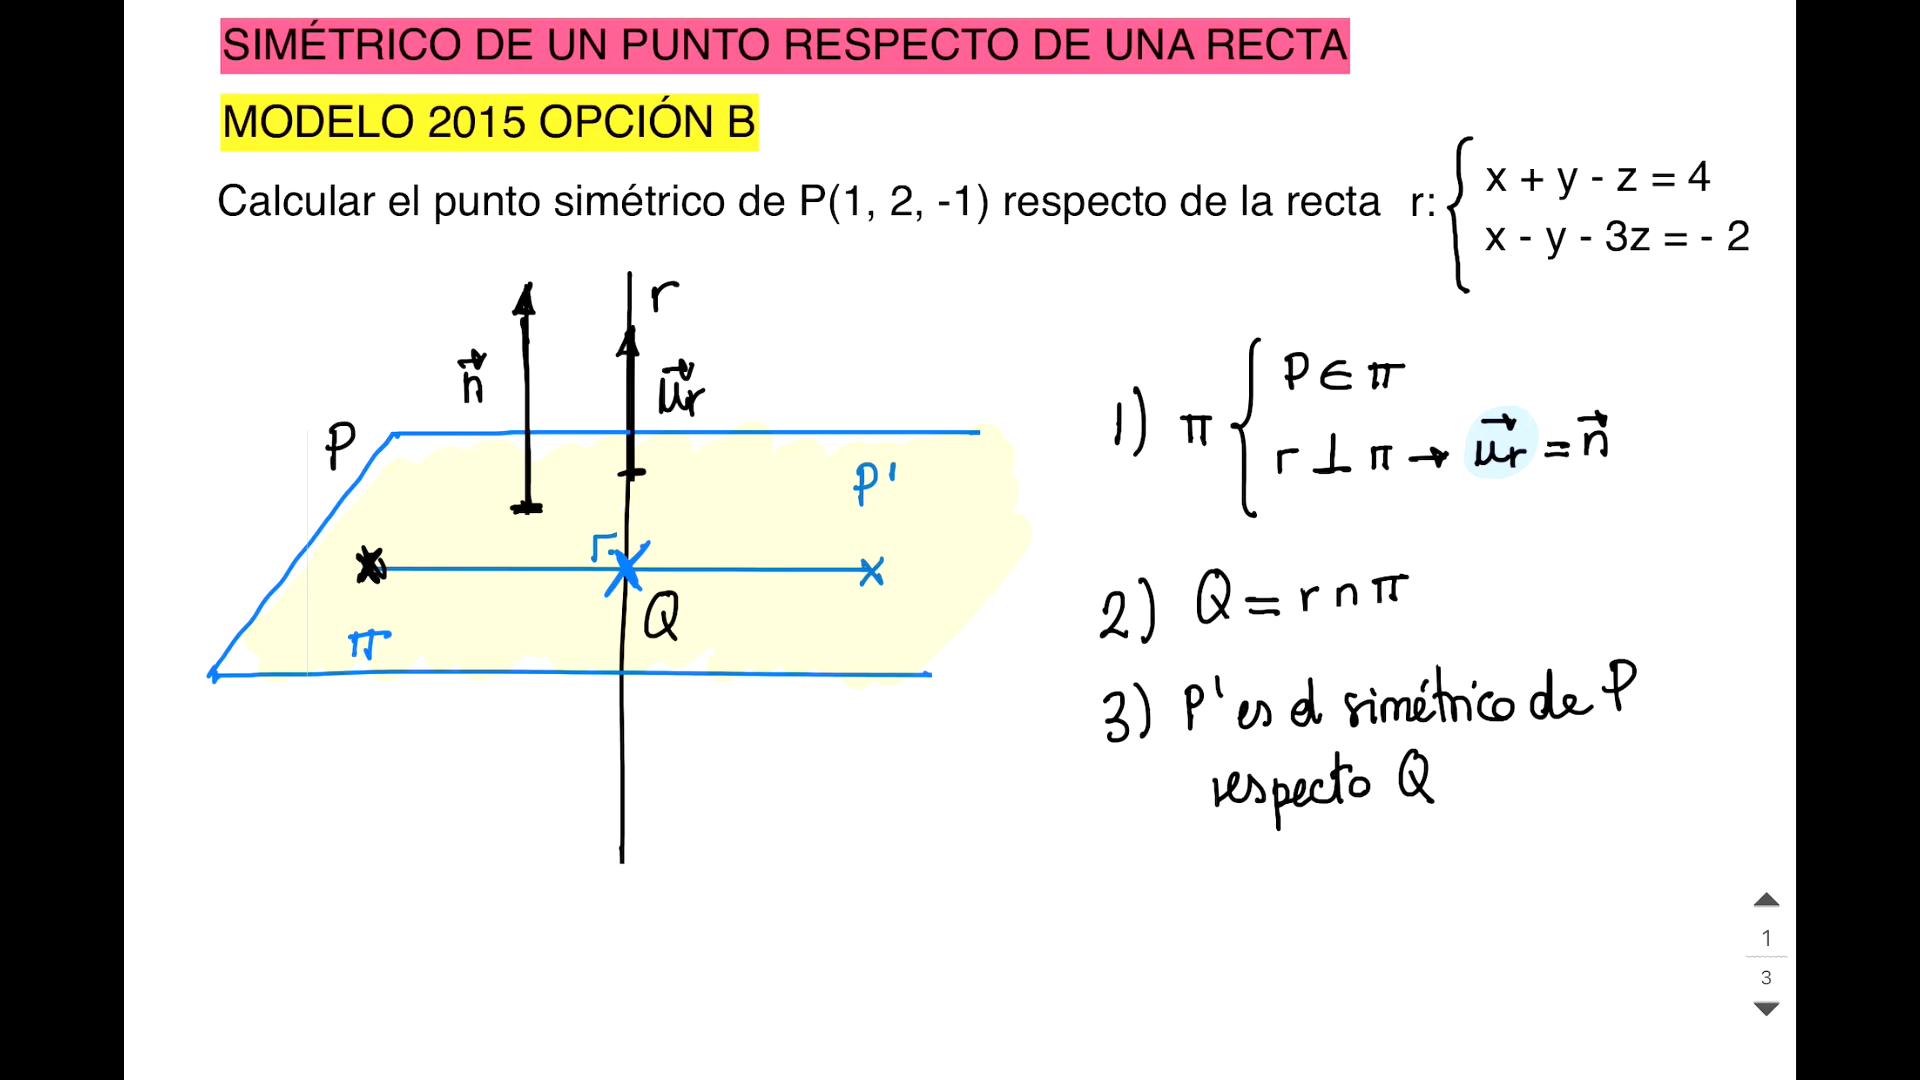 SIMÉTRICO DE UN PUNTO RESPECTO DE UNA RECTA
MODELO 2015 OPCIÓN B
Calcular el punto simétrico de P(1, 2, -1) respecto de la recta r:
x + y - z = 4
x - y - 3z = - 2
r
n⃗
u⃗r
P
P'
Q
π
1) π { P ∈ π
r ⊥ π → u⃗r = n⃗
2) Q = r ∩ π
3) P' es el simétrico de P
respecto Q
1
3